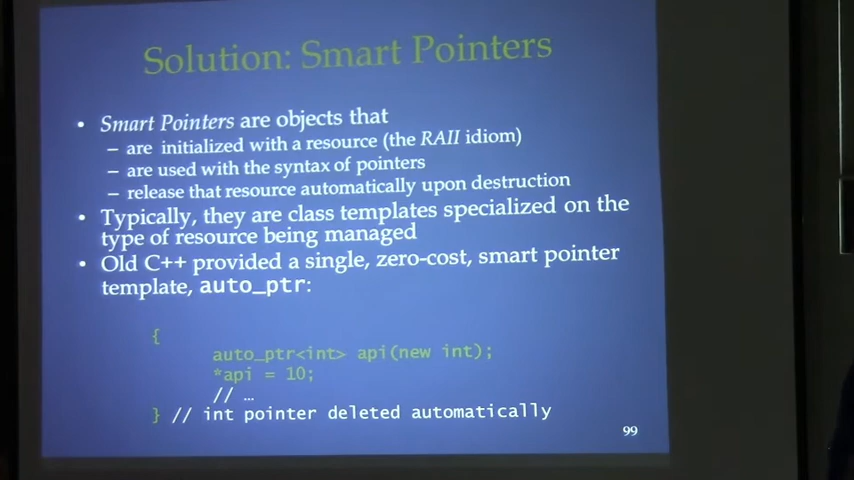 Solution: Smart Pointers
• Smart Pointers are objects that
– are initialized with a resource (the RAII idiom)
– are used with the syntax of pointers
– release that resource automatically upon destruction
• Typically, they are class templates specialized on the
type of resource being managed
• Old C++ provided a single, zero-cost, smart pointer
template, auto_ptr:
{
auto_ptr<int> api(new int);
*api = 10;
// …
} // int pointer deleted automatically
99